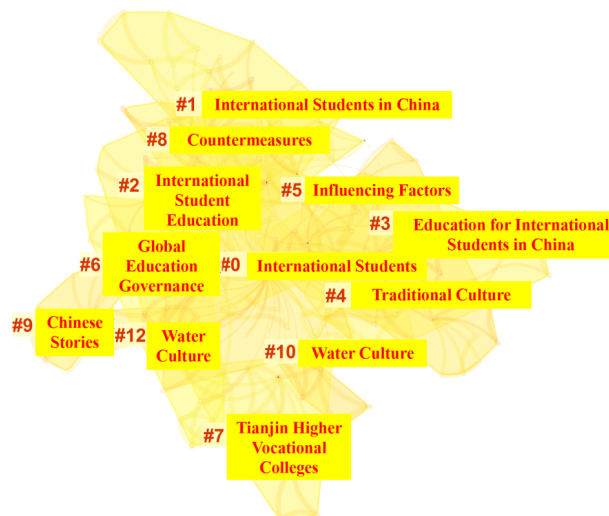 #1 International Students in China
#8 Countermeasures
#2 International
Student
Education
#5 Influencing Factors
#3 Education for International
Students in China
#6 Global
Education
Governance
#0 International Students
#4 Traditional Culture
#9 Chinese
Stories
#12 Water
Culture
#10 Water Culture
#7 Tianjin Higher
Vocational
Colleges